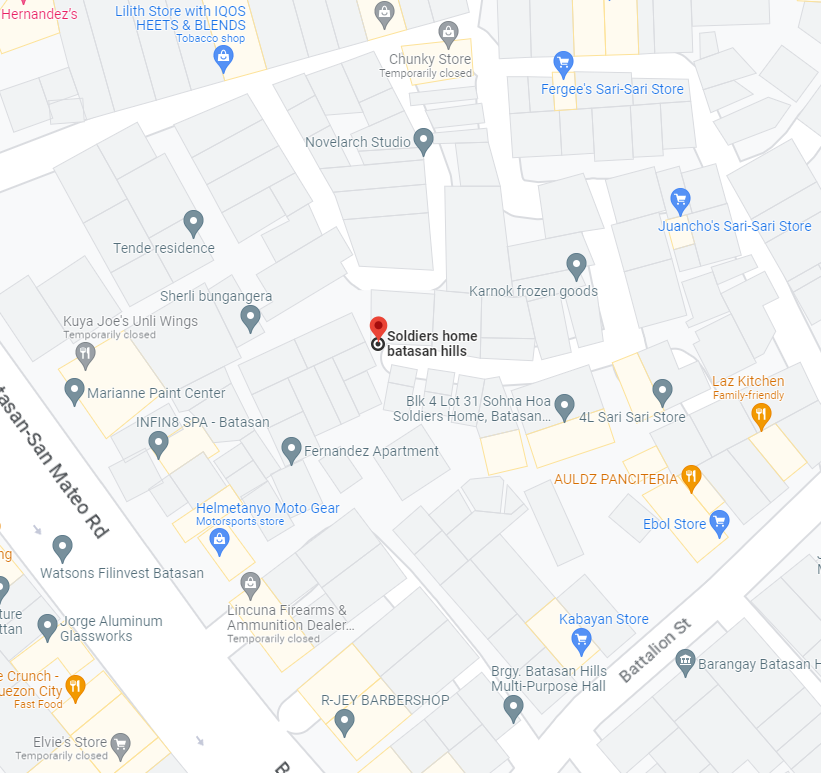 Hernandez's
Lilith Store with IQOS
HEETS & BLENDS
Tobacco shop
Chunky Store
Temporarily closed
Fergee's Sari-Sari Store
Novelarch Studio
Juancho's Sari-Sari Store
Tende residence
Karnok frozen goods
Sherli bungangera
Kuya Joe's Unli Wings
Temporarily closed
Soldiers home
batasan hills
Marianne Paint Center
Laz Kitchen
Family-friendly
Blk 4 Lot 31 Sohna Hoa
Soldiers Home, Batasan...
4L Sari Sari Store
INFIN8 SPA - Batasan
Fernandez Apartment
tasan-San Mateo Rd
AULDZ PANCITERIA
Helmetanyo Moto Gear
Motorsports store
Ebol Store
ng
Watsons Filinvest Batasan
ture
ttan
Jorge Aluminum
Glassworks
Lincuna Firearms &
Ammunition Dealer...
Temporarily closed
Kabayan Store
Battalion St
Barangay Batasan H
e Crunch -
uezon City
Fast Food
Brgy. Batasan Hills
Multi-Purpose Hall
R-JEY BARBERSHOP
Elvie's Store
Temporarily closed